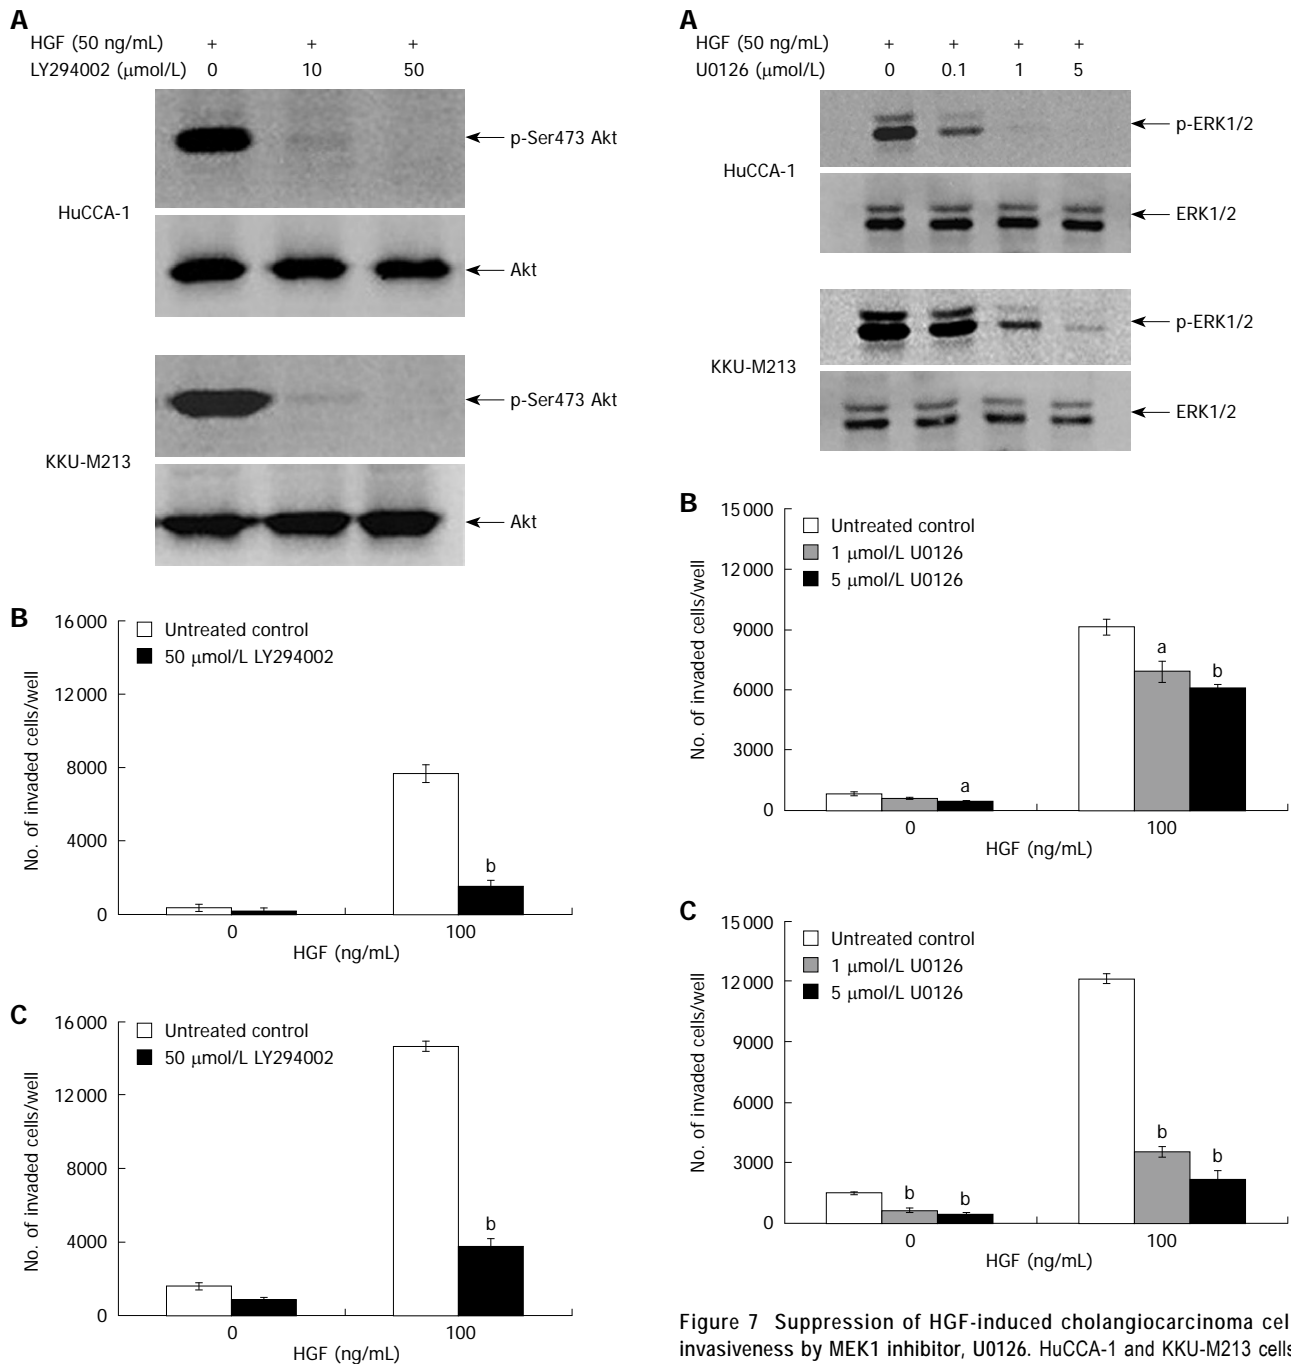 A
HGF (50 ng/mL) + + +
LY294002 (μmol/L) 0 10 50
p-Ser473 Akt
HuCCA-1
Akt
p-Ser473 Akt
KKU-M213
Akt
B
16000
12000
8000
4000
0
No. of invaded cells/well
Untreated control
50 μmol/L LY294002
b
0 100
HGF (ng/mL)
C
16000
12000
8000
4000
0
No. of invaded cells/well
Untreated control
50 μmol/L LY294002
b
0 100
HGF (ng/mL)
A
HGF (50 ng/mL) + + + +
U0126 (μmol/L) 0 0.1 1 5
p-ERK1/2
HuCCA-1
ERK1/2
p-ERK1/2
KKU-M213
ERK1/2
B
15000
12000
9000
6000
3000
0
No. of invaded cells/well
Untreated control
1 μmol/L U0126
5 μmol/L U0126
a
a
b
0 100
HGF (ng/mL)
C
15000
12000
9000
6000
3000
0
No. of invaded cells/well
Untreated control
1 μmol/L U0126
5 μmol/L U0126
b b
b
b
0 100
HGF (ng/mL)
Figure 7 Suppression of HGF-induced cholangiocarcinoma cel
invasiveness by MEK1 inhibitor, U0126. HuCCA-1 and KKU-M213 cells